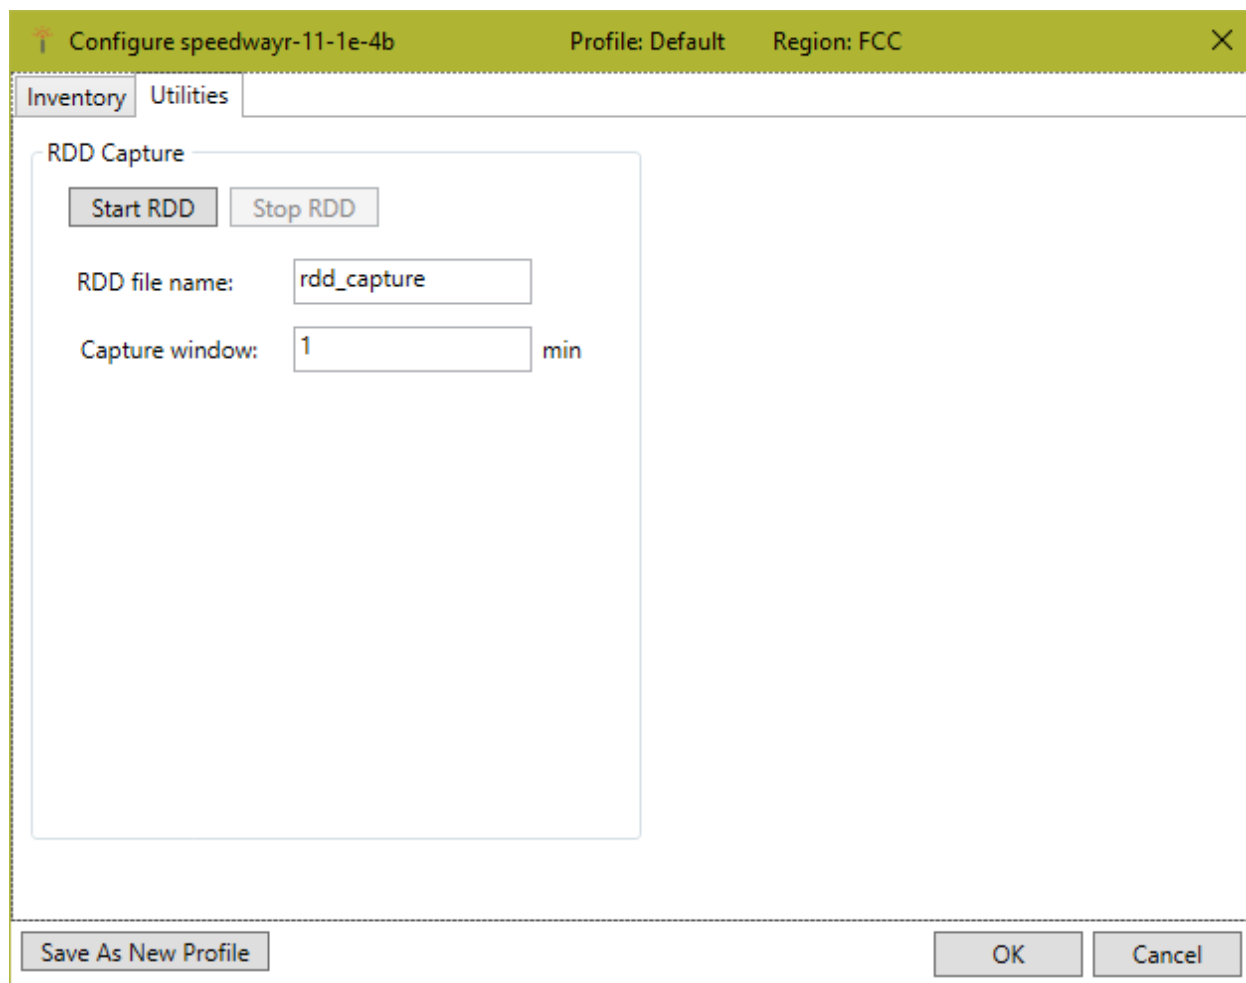 Configure speedwayr-11-1e-4b Profile: Default Region: FCC
Inventory Utilities
RDD Capture
Start RDD Stop RDD
RDD file name: rdd_capture
Capture window: 1 min
Save As New Profile OK Cancel